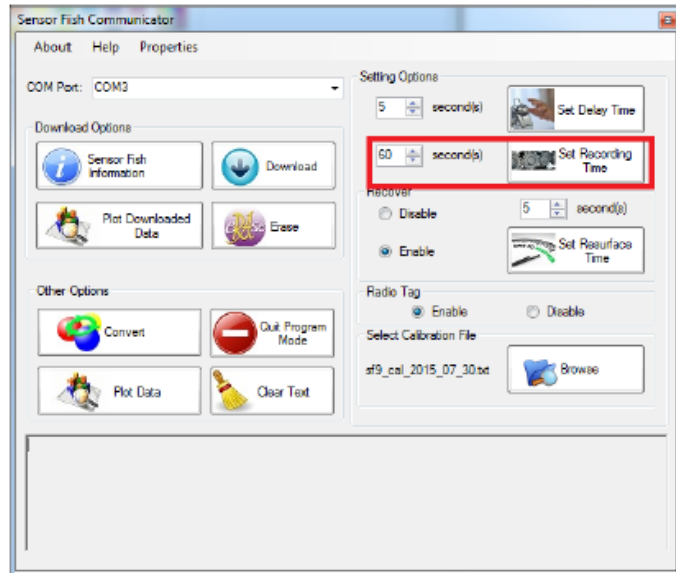 Sensor Fish Communicator
About Help Properties
COM Port: COM3
Download Options
Sensor Fish
Information
Download
Plot Downloaded
Data
Erase
Other Options
Convert
Quit Program
Mode
Plot Data
Clear Text
Setting Options
5 second(s)
Set Delay Time
60 second(s)
Set Recording
Time
Recover
Disable
Enable
5 second(s)
Set Resurface
Time
Radio Tag
Enable Disable
Select Calibration File
sf9_cal_2015_07_30.txt
Browse